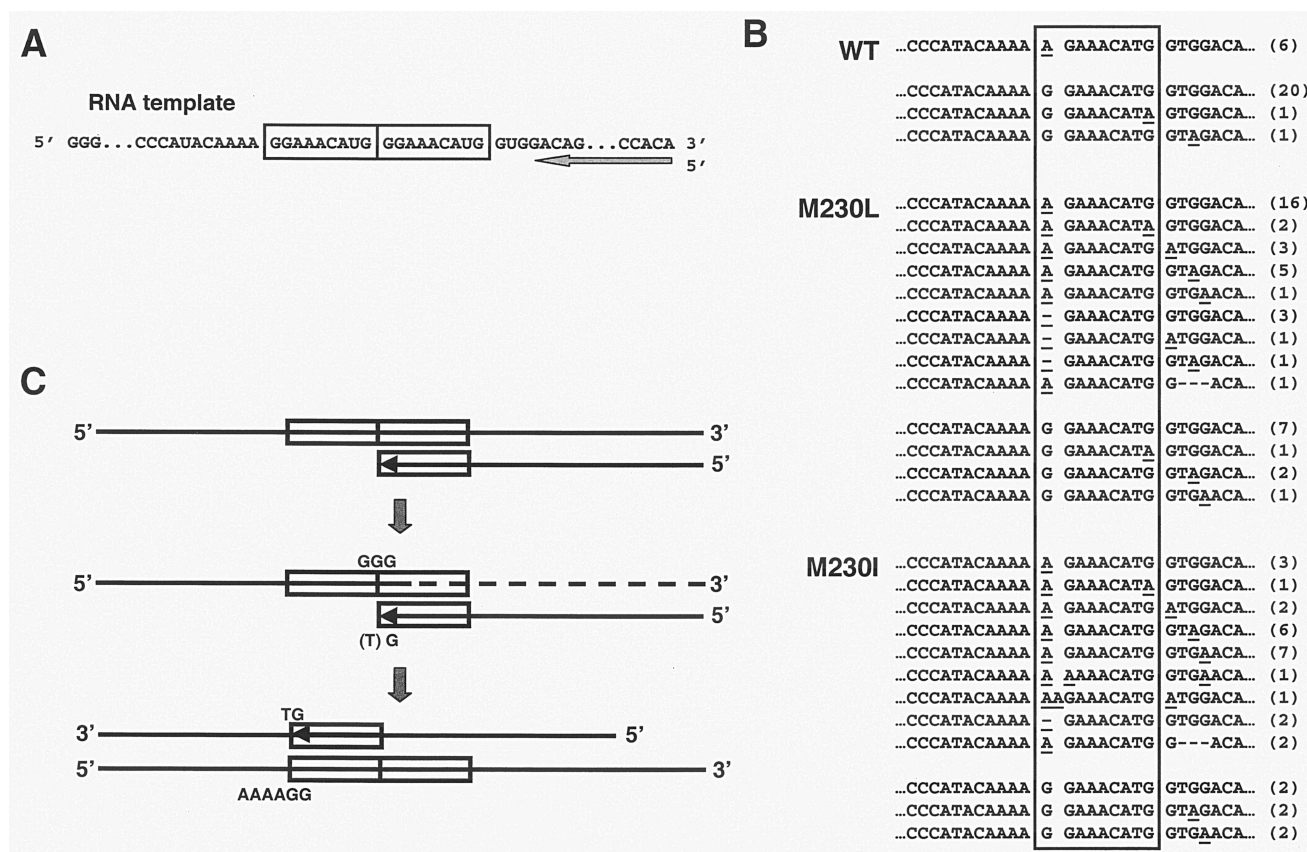 A
RNA template
5′ GGG...CCCAUACAAAA GGAAACAUG GGAAACAUG GUGGACAG...CCACA 3′
5′
B
WT
…CCCATACAAAA A GAAACATG GTGGACA… (6)
…CCCATACAAAA G GAAACATG GTGGACA… (20)
…CCCATACAAAA G GAAACATA GTGGACA… (1)
…CCCATACAAAA G GAAACATG GTAGACA… (1)
M230L
…CCCATACAAAA A GAAACATG GTGGACA… (16)
…CCCATACAAAA A GAAACATA GTGGACA… (2)
…CCCATACAAAA A GAAACATG ATGGACA… (3)
…CCCATACAAAA A GAAACATG GTAGACA… (5)
…CCCATACAAAA A GAAACATG GTGAACA… (1)
…CCCATACAAAA - GAAACATG GTGGACA… (3)
…CCCATACAAAA - GAAACATG ATGGACA… (1)
…CCCATACAAAA - GAAACATG GTAGACA… (1)
…CCCATACAAAA A GAAACATG G---ACA… (1)
…CCCATACAAAA G GAAACATG GTGGACA… (7)
…CCCATACAAAA G GAAACATA GTGGACA… (1)
…CCCATACAAAA G GAAACATG GTAGACA… (2)
…CCCATACAAAA G GAAACATG GTGAACA… (1)
M230I
…CCCATACAAAA A GAAACATG GTGGACA… (3)
…CCCATACAAAA A GAAACATA GTGGACA… (1)
…CCCATACAAAA A GAAACATG ATGGACA… (2)
…CCCATACAAAA A GAAACATG GTAGACA… (6)
…CCCATACAAAA A GAAACATG GTGAACA… (7)
…CCCATACAAAA A AAAACATG GTGAACA… (1)
…CCCATACAAAA AAGAAACATG ATGGACA… (1)
…CCCATACAAAA - GAAACATG GTGGACA… (2)
…CCCATACAAAA A GAAACATG G---ACA… (2)
…CCCATACAAAA G GAAACATG GTGGACA… (2)
…CCCATACAAAA G GAAACATG GTAGACA… (2)
…CCCATACAAAA G GAAACATG GTGAACA… (2)
C
5’ 3’
5’
GGG
5’ 3’
5’
(T) G
TG
3’ 5’
5’ 3’
AAAAGG